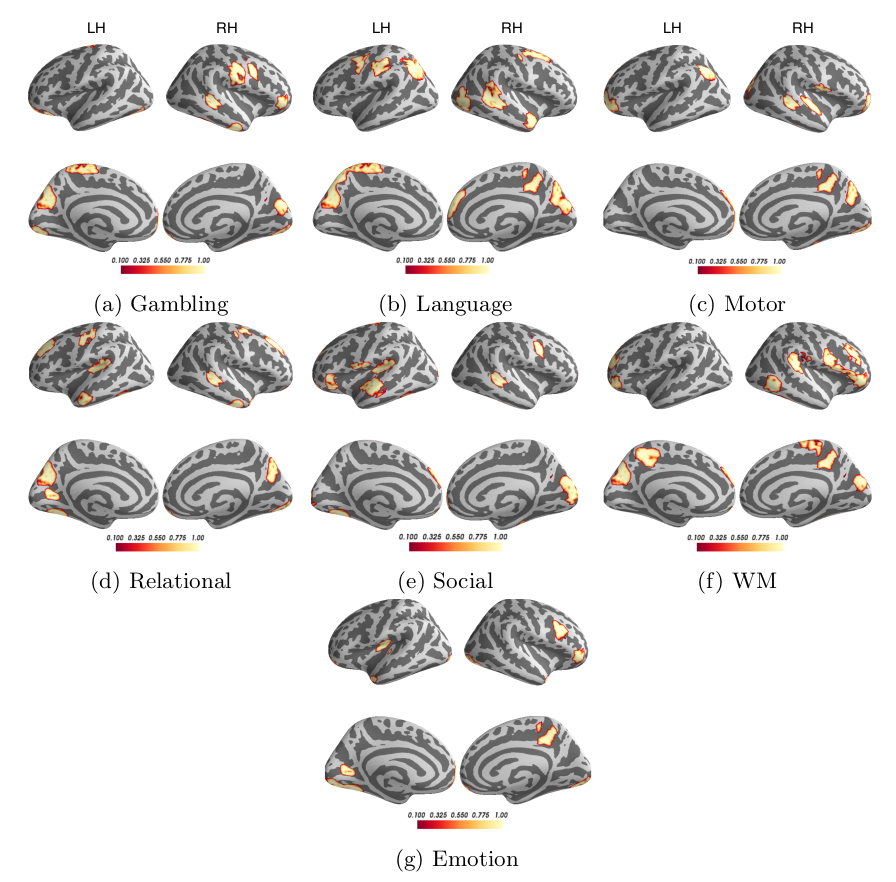 LH RH LH RH LH RH
0.100 0.325 0.550 0.775 1.00 0.100 0.325 0.550 0.775 1.00 0.100 0.325 0.550 0.775 1.00
(a) Gambling (b) Language (c) Motor
0.100 0.325 0.550 0.775 1.00 0.100 0.325 0.550 0.775 1.00 0.100 0.325 0.550 0.775 1.00
(d) Relational (e) Social (f) WM
0.100 0.325 0.550 0.775 1.00
(g) Emotion